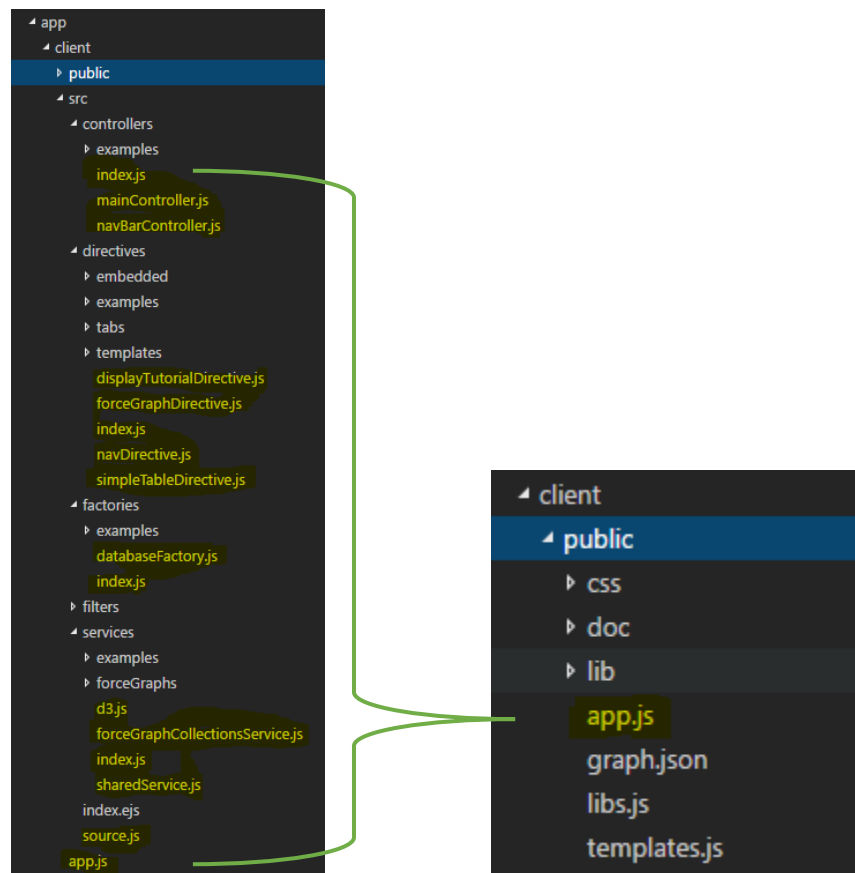 app
client
public
src
controllers
examples
index.js
mainController.js
navBarController.js
directives
embedded
examples
tabs
templates
displayTutorialDirective.js
forceGraphDirective.js
index.js
navDirective.js
simpleTableDirective.js
factories
examples
databaseFactory.js
index.js
filters
services
examples
forceGraphs
d3.js
forceGraphCollectionsService.js
index.js
sharedService.js
index.ejs
source.js
app.js
client
public
css
doc
lib
app.js
graph.json
libs.js
templates.js